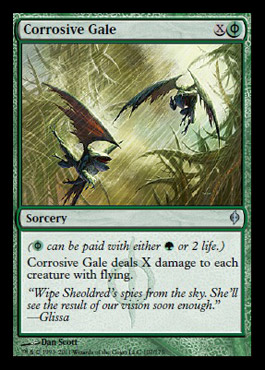 Corrosive Gale X
Sorcery
( can be paid with either or 2 life.)
Corrosive Gale deals X damage to each
creature with flying.
"Wipe Sheoldred's spies from the sky. She'll
see the result of our vision soon enough."
—Glissa
Dan Scott